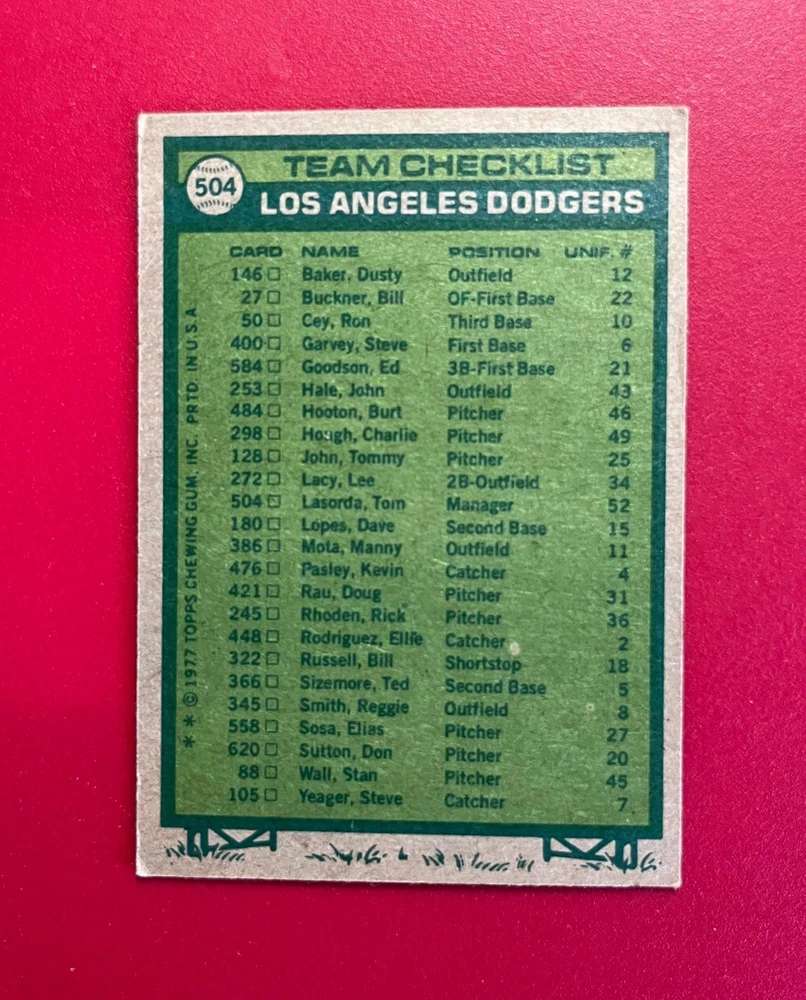 TEAM CHECKLIST
504
LOS ANGELES DODGERS
CARD NAME POSITION UNIF. #
146 □ Baker, Dusty Outfield 12
27 □ Buckner, Bill OF-First Base 22
50 □ Cey, Ron Third Base 10
400 □ Garvey, Steve First Base 6
584 □ Goodson, Ed 3B-First Base 21
253 □ Hale, John Outfield 43
484 □ Hooton, Burt Pitcher 46
298 □ Hough, Charlie Pitcher 49
128 □ John, Tommy Pitcher 25
272 □ Lacy, Lee 2B-Outfield 34
504 □ Lasorda, Tom Manager 52
180 □ Lopes, Dave Second Base 15
386 □ Mota, Manny Outfield 11
476 □ Pasley, Kevin Catcher 4
421 □ Rau, Doug Pitcher 31
245 □ Rhoden, Rick Pitcher 36
448 □ Rodriguez, Ellie Catcher 2
322 □ Russell, Bill Shortstop 18
366 □ Sizemore, Ted Second Base 5
345 □ Smith, Reggie Outfield 8
558 □ Sosa, Elias Pitcher 27
620 □ Sutton, Don Pitcher 20
88 □ Wall, Stan Pitcher 45
105 □ Yeager, Steve Catcher 7
* * © 1977 TOPPS CHEWING GUM, INC. PRTD. IN U.S.A.